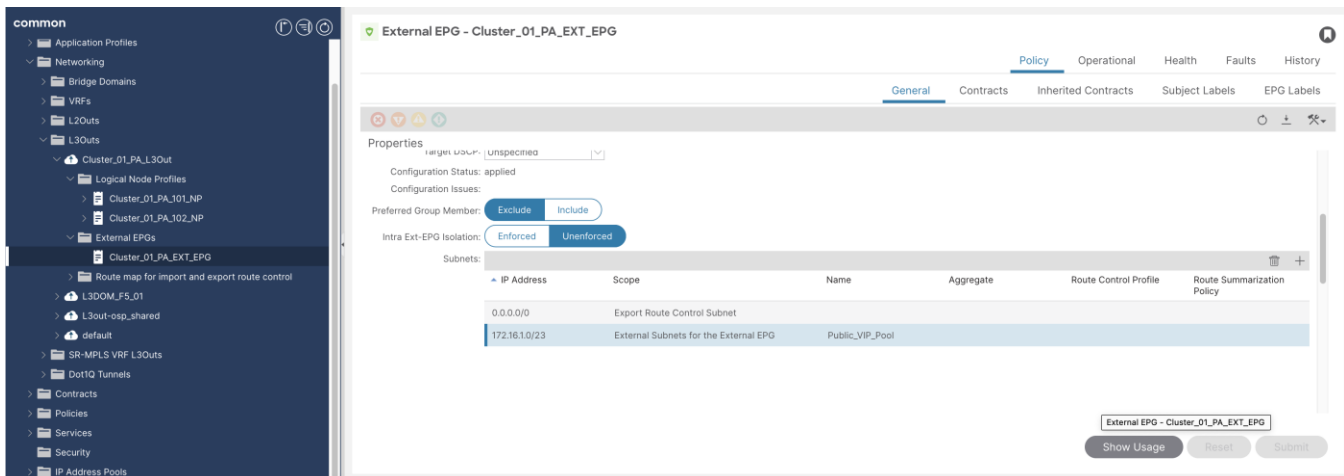 common
Application Profiles
Networking
Bridge Domains
VRFs
L2Outs
L3Outs
Cluster_01_PA_L3Out
Logical Node Profiles
Cluster_01_PA_101_NP
Cluster_01_PA_102_NP
External EPGs
Cluster_01_PA_EXT_EPG
Route map for import and export route control
L3DOM_F5_01
L3out-osp_shared
default
SR-MPLS VRF L3Outs
Dot1Q Tunnels
Contracts
Policies
Services
Security
IP Address Pools
External EPG - Cluster_01_PA_EXT_EPG
Policy Operational Health Faults History
General Contracts Inherited Contracts Subject Labels EPG Labels
Properties
Target DSCP: Unspecified
Configuration Status: applied
Configuration Issues:
Preferred Group Member: Exclude Include
Intra Ext-EPG Isolation: Enforced Unenforced
Subnets:
IP Address Scope Name Aggregate Route Control Profile Route Summarization
Policy
0.0.0.0/0 Export Route Control Subnet
172.16.1.0/23 External Subnets for the External EPG Public_VIP_Pool
External EPG - Cluster_01_PA_EXT_EPG
Show Usage Reset Submit